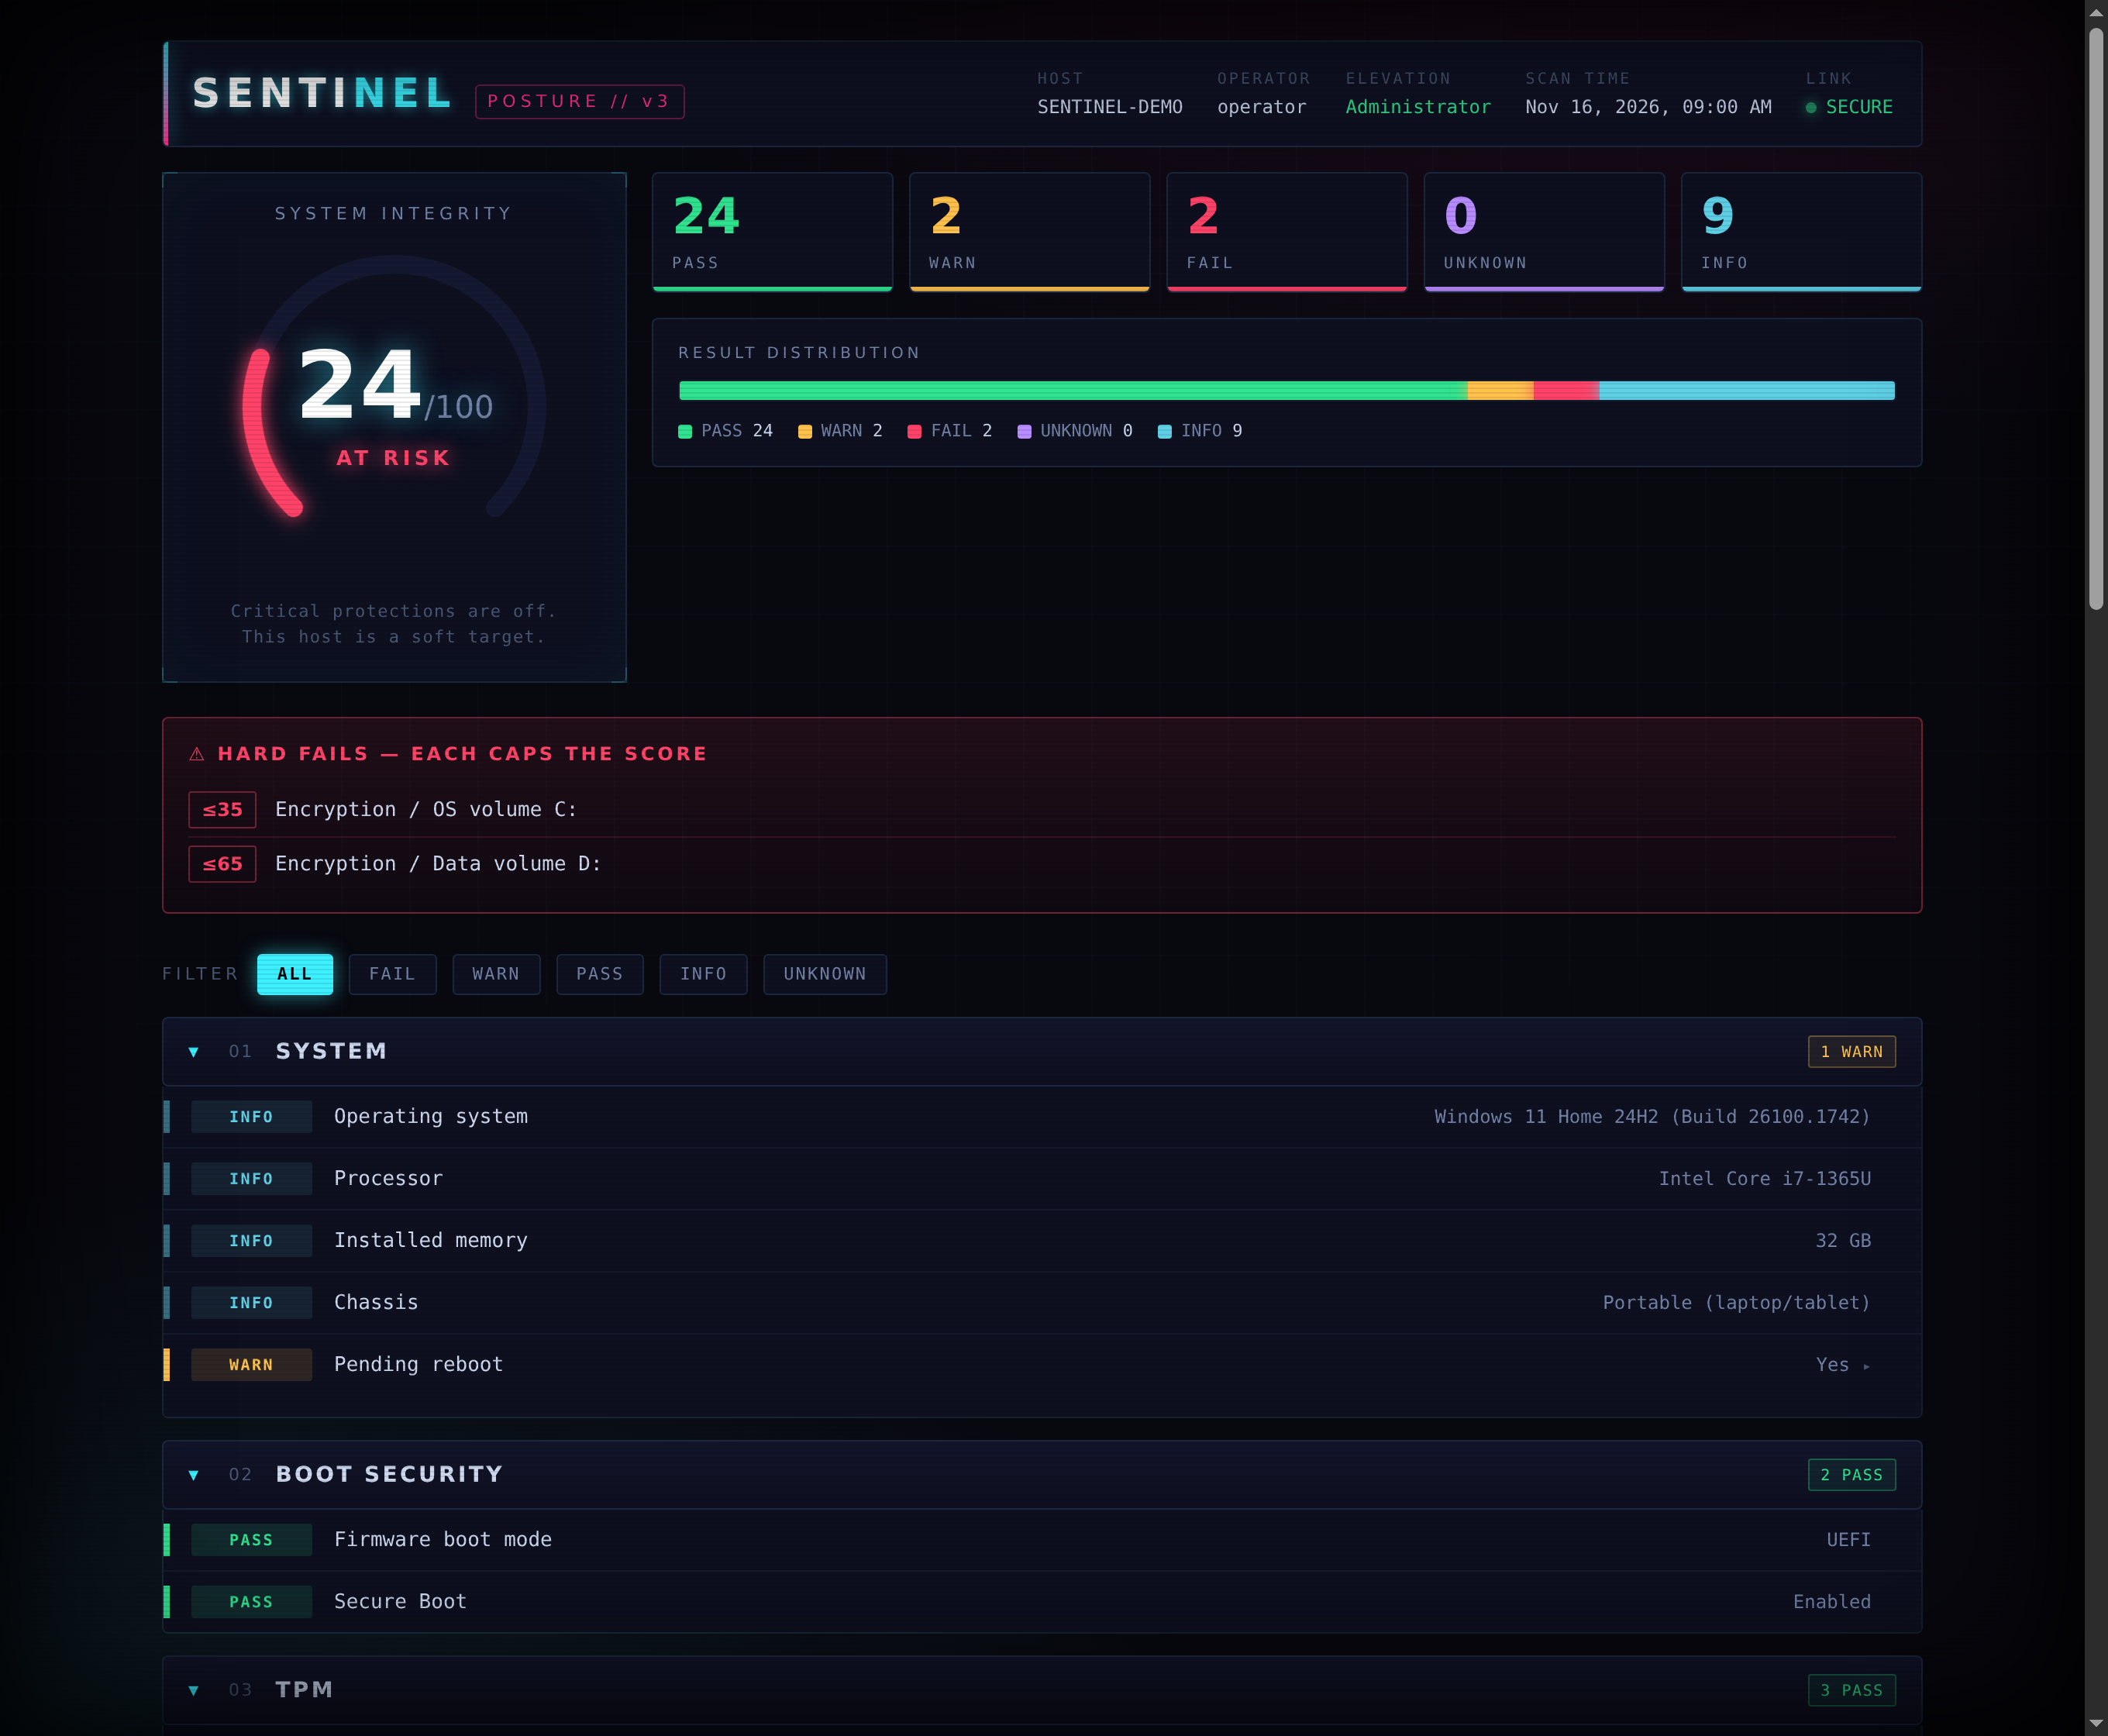 SENTINEL
POSTURE // v3
HOST
SENTINEL-DEMO
OPERATOR
operator
ELEVATION
Administrator
SCAN TIME
Nov 16, 2026, 09:00 AM
LINK
SECURE
SYSTEM INTEGRITY
24/100
AT RISK
Critical protections are off.
This host is a soft target.
24
PASS
2
WARN
2
FAIL
0
UNKNOWN
9
INFO
RESULT DISTRIBUTION
PASS 24 WARN 2 FAIL 2 UNKNOWN 0 INFO 9
⚠ HARD FAILS — EACH CAPS THE SCORE
≤35 Encryption / OS volume C:
≤65 Encryption / Data volume D:
FILTER ALL FAIL WARN PASS INFO UNKNOWN
▼ 01 SYSTEM 1 WARN
INFO Operating system Windows 11 Home 24H2 (Build 26100.1742)
INFO Processor Intel Core i7-1365U
INFO Installed memory 32 GB
INFO Chassis Portable (laptop/tablet)
WARN Pending reboot Yes ▸
▼ 02 BOOT SECURITY 2 PASS
PASS Firmware boot mode UEFI
PASS Secure Boot Enabled
▼ 03 TPM 3 PASS